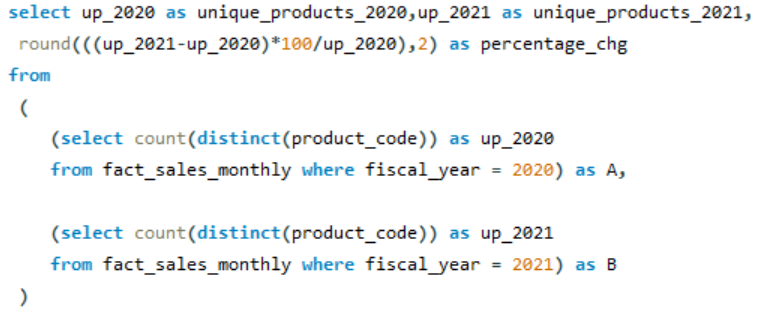 select up_2020 as unique_products_2020,up_2021 as unique_products_2021,
round(((up_2021-up_2020)*100/up_2020),2) as percentage_chg
from
(
(select count(distinct(product_code)) as up_2020
from fact_sales_monthly where fiscal_year = 2020) as A,
(select count(distinct(product_code)) as up_2021
from fact_sales_monthly where fiscal_year = 2021) as B
)